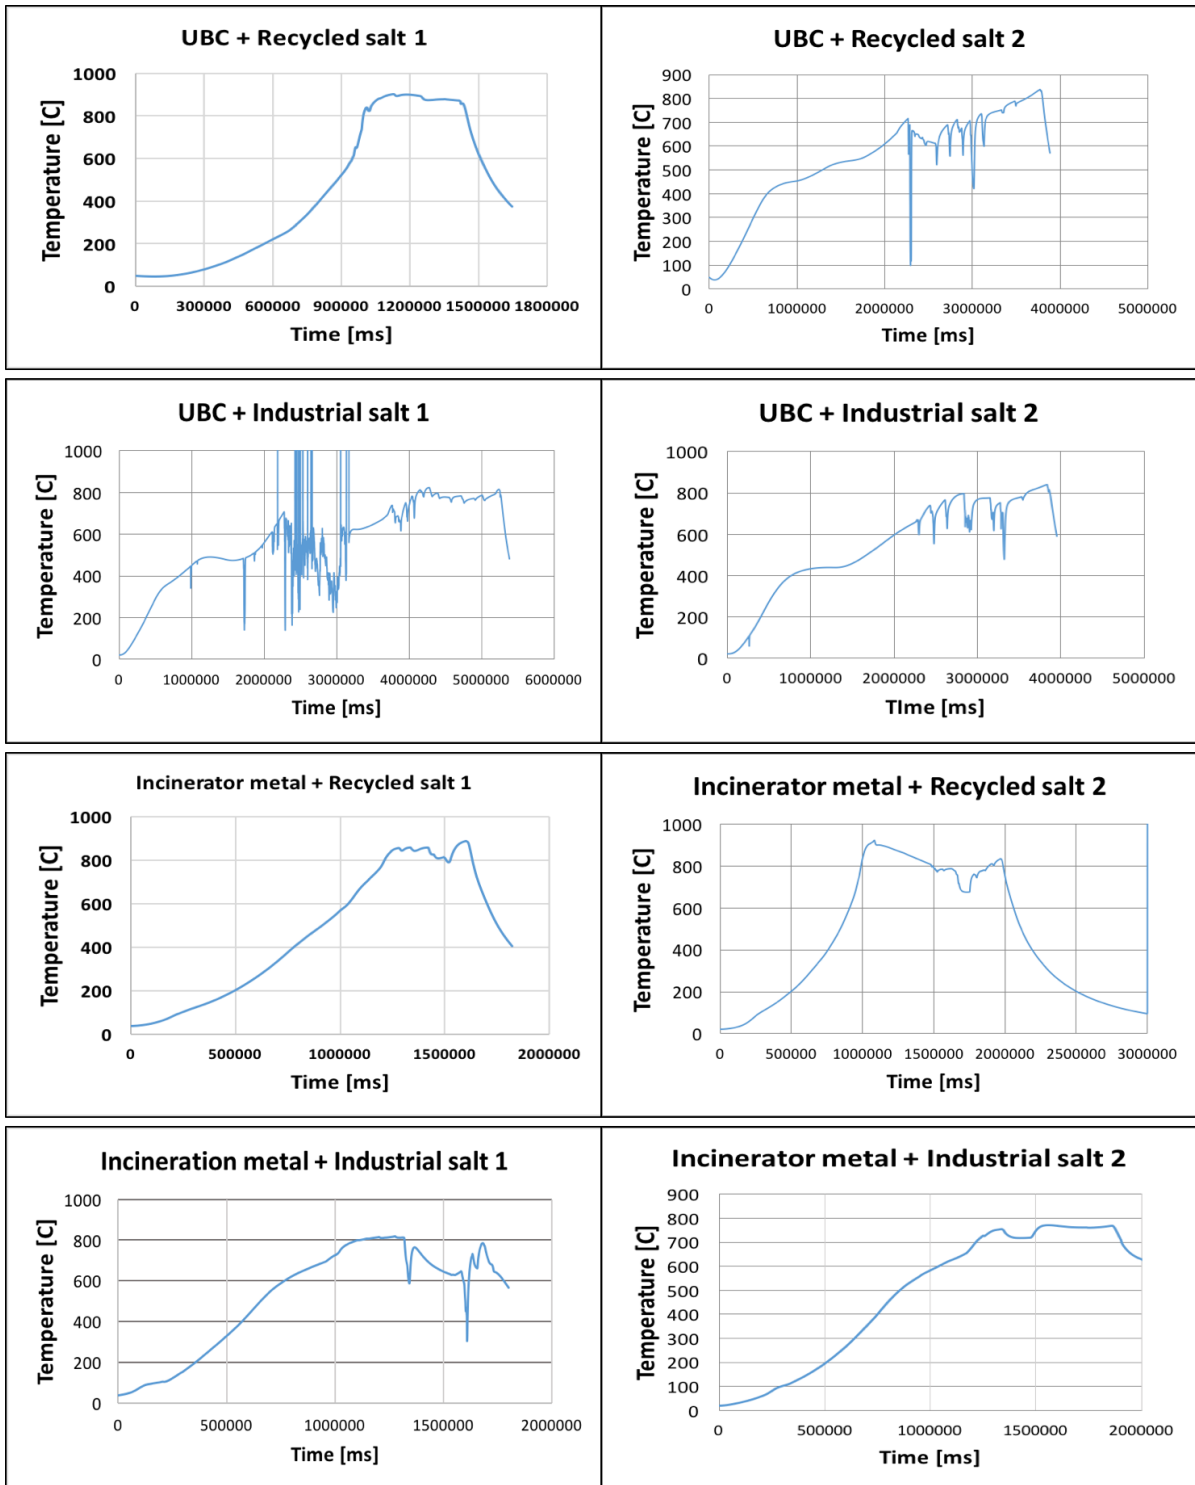 UBC + Recycled salt 1
Temperature [C]
1000
800
600
400
200
0
0 300000 600000 900000 1200000 1500000 1800000
Time [ms]
UBC + Recycled salt 2
Temperature [C]
900
800
700
600
500
400
300
200
100
0
0 1000000 2000000 3000000 4000000 5000000
Time [ms]
UBC + Industrial salt 1
Temperature [C]
1000
800
600
400
200
0
0 1000000 2000000 3000000 4000000 5000000 6000000
Time [ms]
UBC + Industrial salt 2
Temperature [C]
1000
800
600
400
200
0
0 1000000 2000000 3000000 4000000 5000000
TIme [ms]
Incinerator metal + Recycled salt 1
Temperature [C]
1000
800
600
400
200
0
0 500000 1000000 1500000 2000000
Time [ms]
Incinerator metal + Recycled salt 2
Temperature [C]
1000
800
600
400
200
0
0 500000 1000000 1500000 2000000 2500000 3000000
Time [ms]
Incineration metal + Industrial salt 1
Temperature [C]
1000
800
600
400
200
0
0 500000 1000000 1500000 2000000
Time [ms]
Incinerator metal + Industrial salt 2
Temperature [C]
900
800
700
600
500
400
300
200
100
0
0 500000 1000000 1500000 2000000
Time [ms]